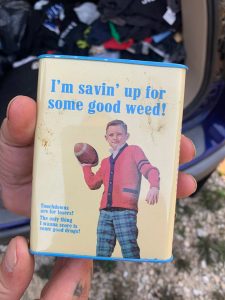 I'm savin' up for
some good weed!
Touchdowns
are for losers!
The only thing
I wanna score is
some good drugs!